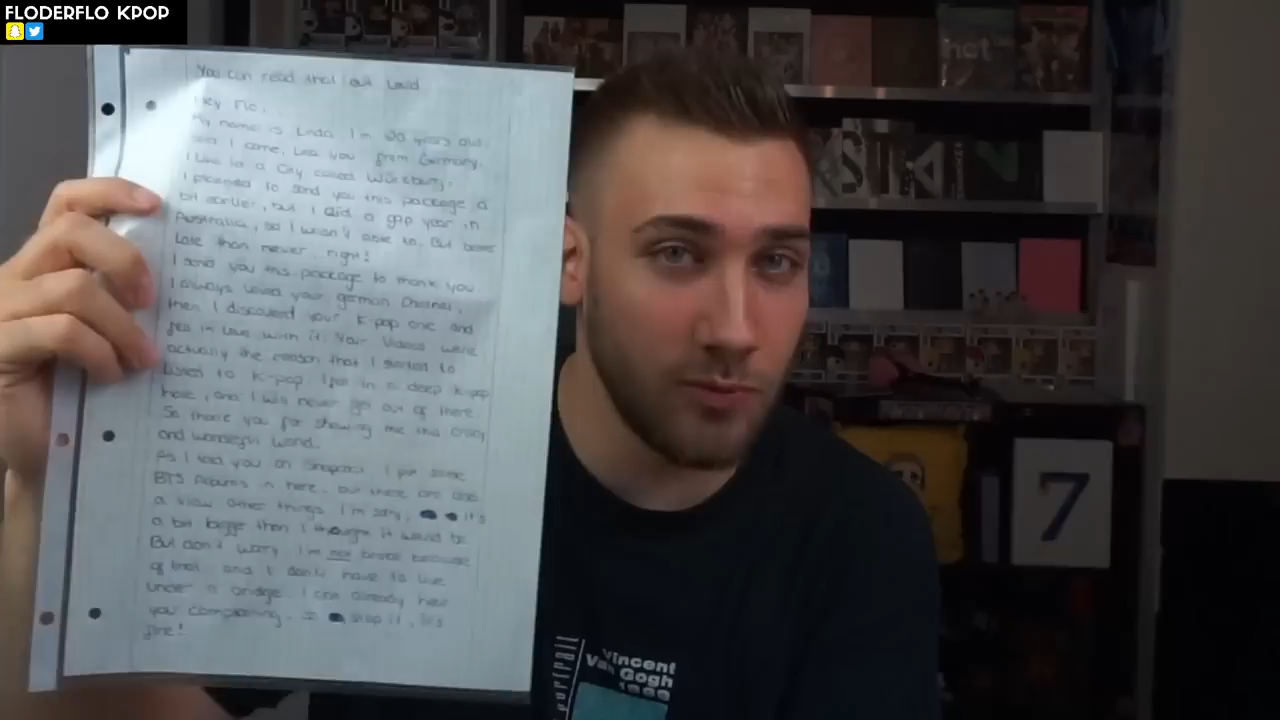 FLODERFLO KPOP
You can read that out loud
Hey Flo,
My name is Linda. I'm 20 years old,
and I come, like you from Germany.
I live in a City called Würzburg.
I planned to send you this package a
bit earlier, but I did a gap year in
Australia, so I wasn't able to. But better
late than never, right!
I send you this package to thank you
I always loved your german Channel,
then I discoverd your K-pop one and
fell in Love with it. Your Videos were
actually the reason that I started to
listen to K-pop. I fell in a deep K-pop
hole, and I will never get out of there.
So thank you for showing me this crazy
and wonderful World.
As I told you on Snapchat I put some
BTS Albums in here, but there are also
a view other things. I'm sorry, it's
a bit bigger than I thought it would be
But don't worry, I'm not broke because
of that and I don't have to live
under a bridge. I can already hear
you complaining. stop it, it's
fine!
Vincent
Van Gogh
nct
7